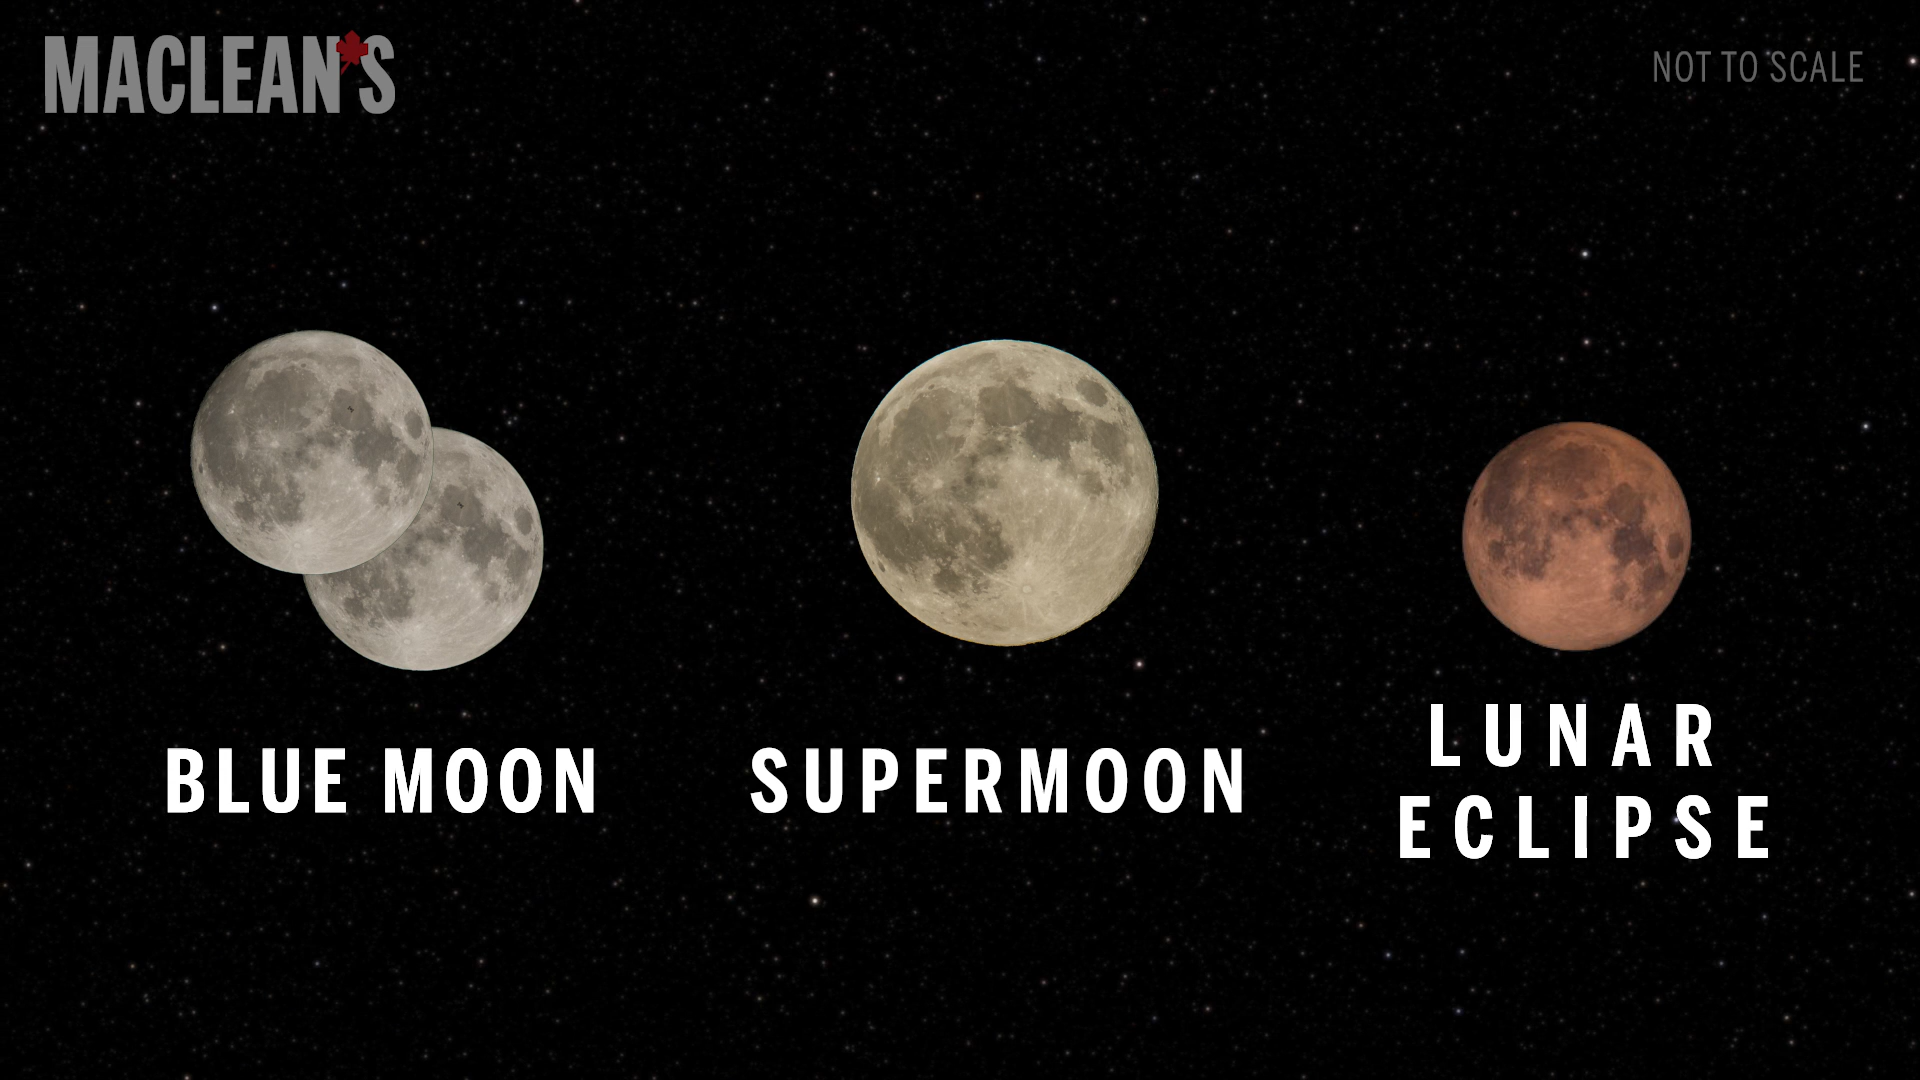 MACLEAN'S
NOT TO SCALE
BLUE MOON
SUPERMOON
LUNAR
ECLIPSE